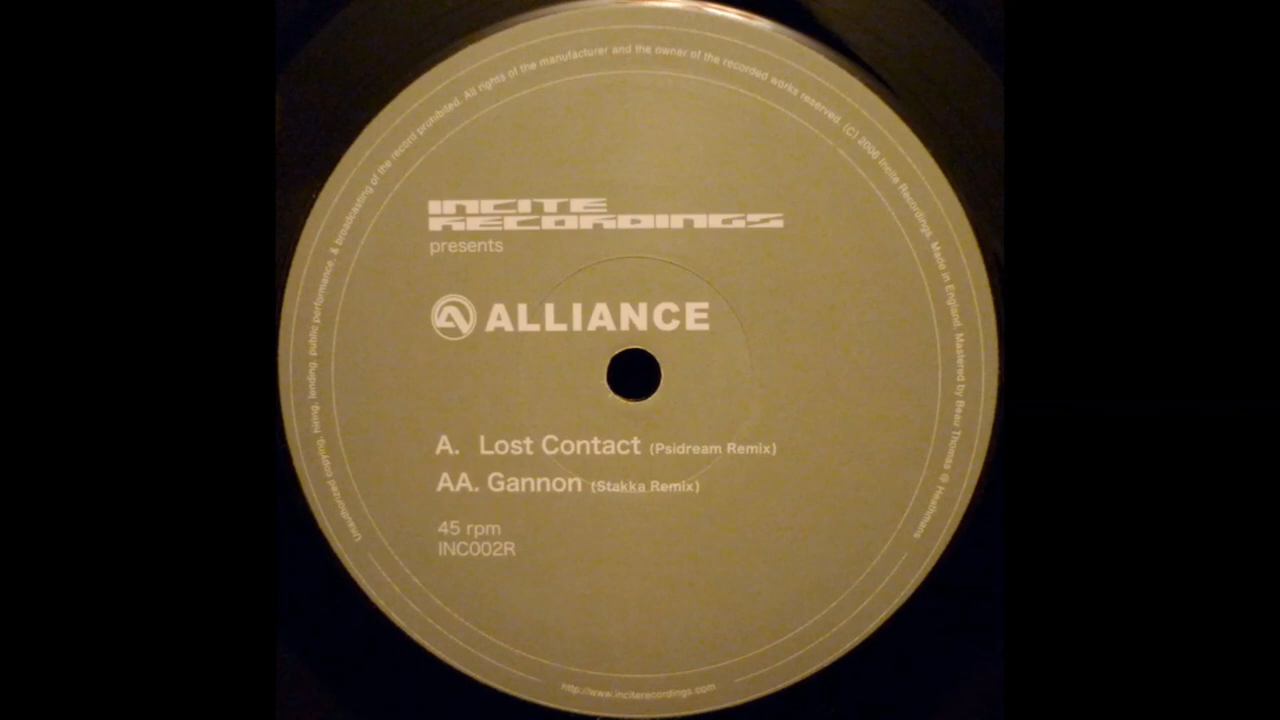 Unauthorized copying, hiring, lending, public performance, & broadcasting of the record prohibited. All rights of the manufacturer and the owner of the recorded works reserved. (C) 2006 Incite Recordings. Made in England. Mastered by Beau Thomas @ Heathmans
INCITE
RECORDINGS
presents
ALLIANCE
A. Lost Contact (Psidream Remix)
AA. Gannon (Stakka Remix)
45 rpm
INC002R
http://www.inciterecordings.com